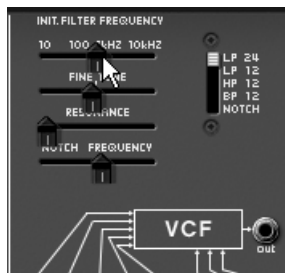 INIT. FILTER FREQUENCY
10 100 1kHZ 10kHZ
FINE TUNE
RESONANCE
NOTCH FREQUENCY
LP 24
LP 12
HP 12
BP 12
NOTCH
VCF
out